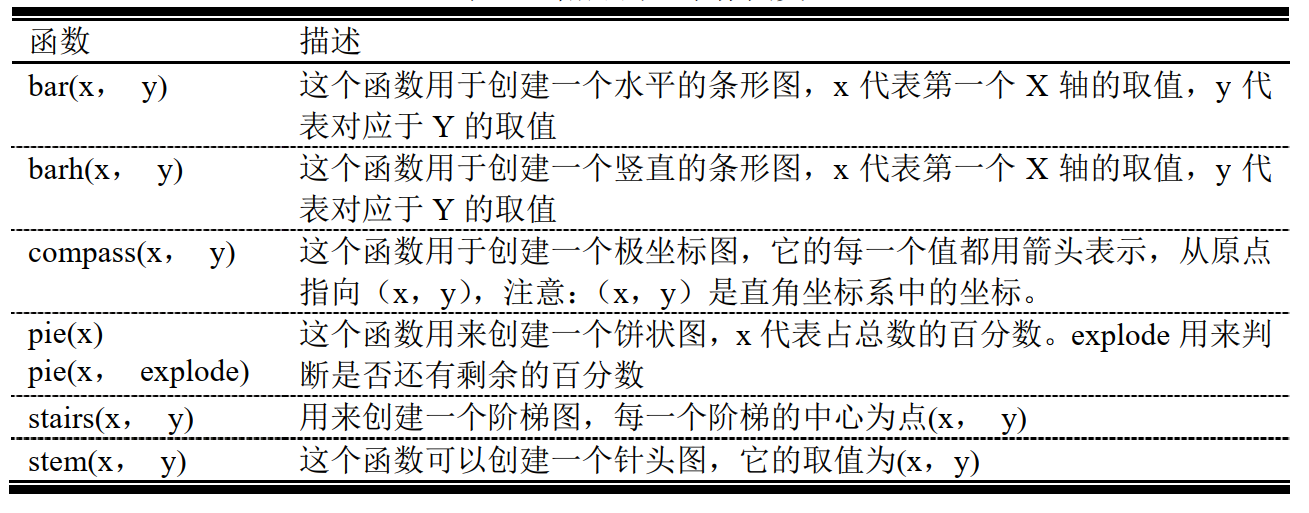 函数 描述
bar(x， y) 这个函数用于创建一个水平的条形图，x 代表第一个 X 轴的取值，y 代
表对应于 Y 的取值
barh(x， y) 这个函数用于创建一个竖直的条形图，x 代表第一个 X 轴的取值，y 代
表对应于 Y 的取值
compass(x， y) 这个函数用于创建一个极坐标图，它的每一个值都用箭头表示，从原点
指向（x，y），注意：（x，y）是直角坐标系中的坐标。
pie(x) 这个函数用来创建一个饼状图，x 代表占总数的百分数。explode 用来判
pie(x， explode) 断是否还有剩余的百分数
stairs(x， y) 用来创建一个阶梯图，每一个阶梯的中心为点(x， y)
stem(x， y) 这个函数可以创建一个针头图，它的取值为(x，y)